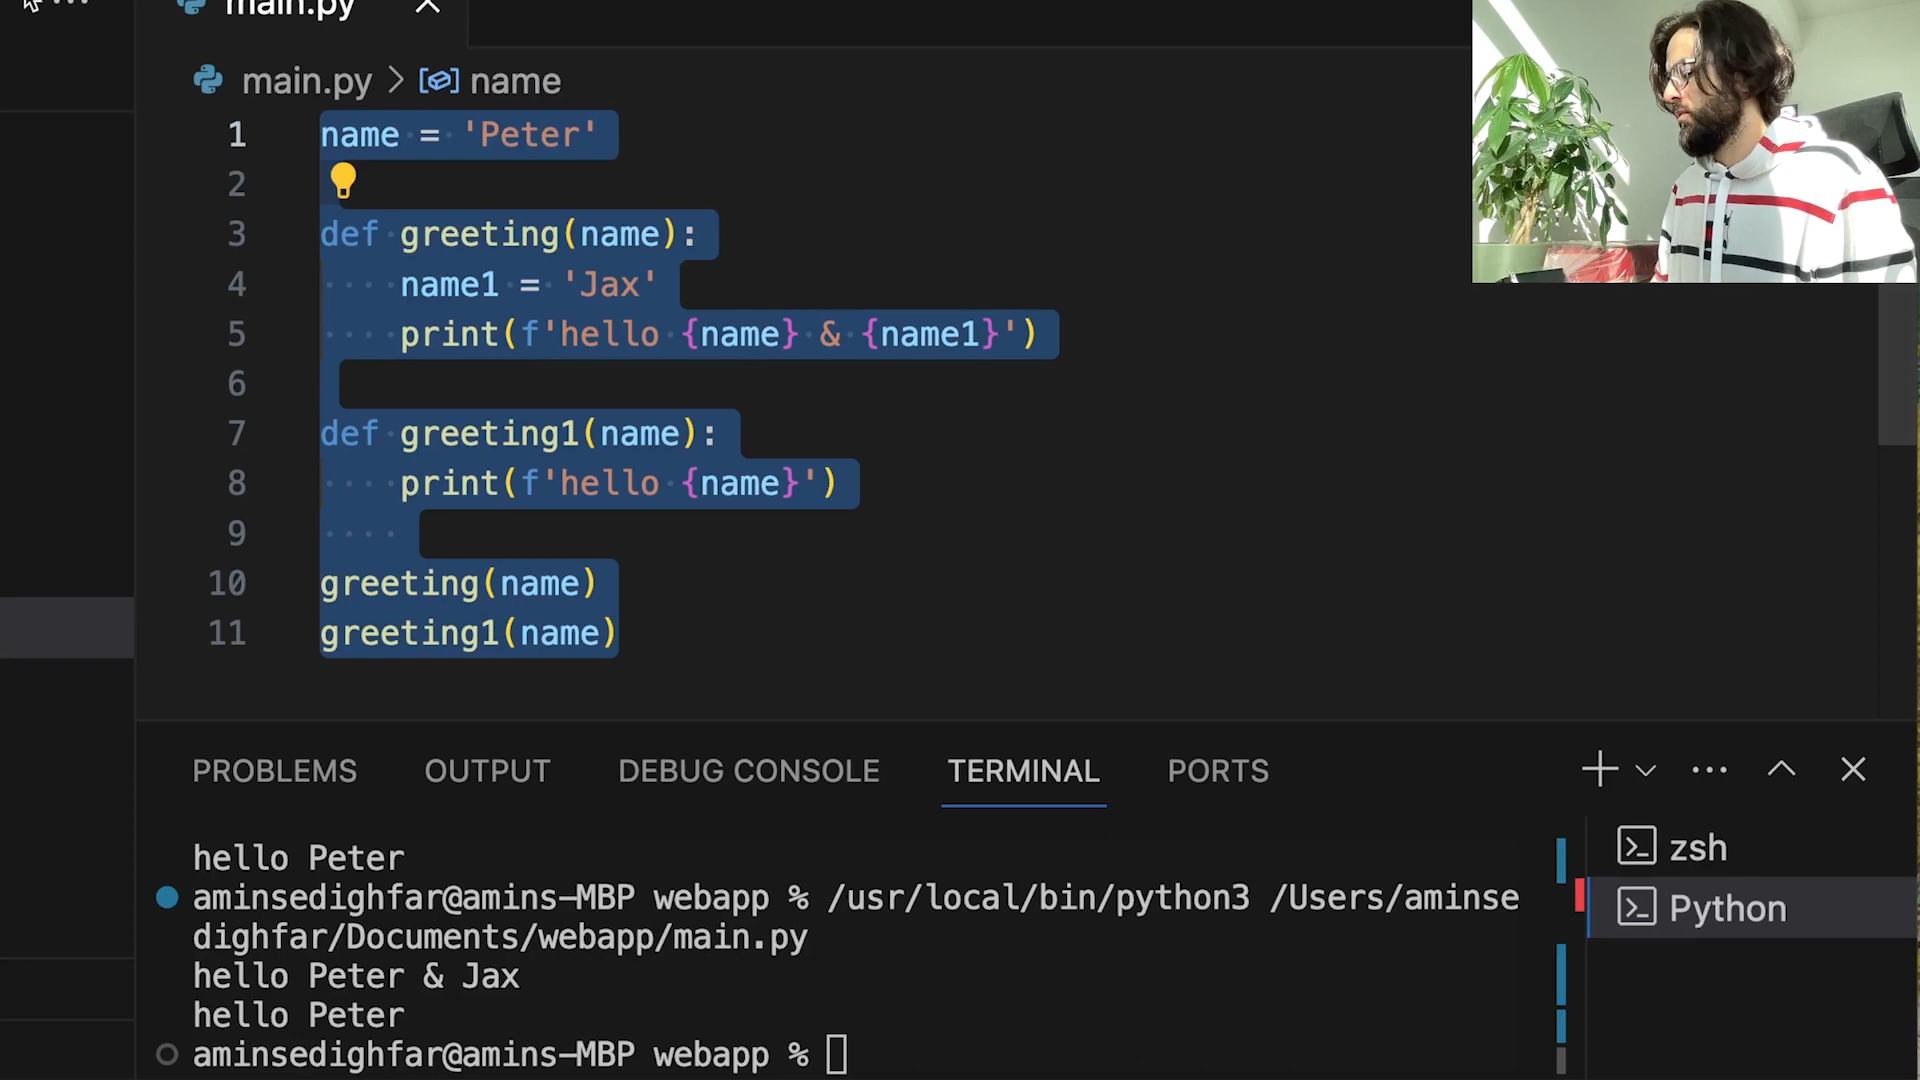 main.py
main.py > name
1 name = 'Peter'
2
3 def greeting(name):
4     name1 = 'Jax'
5     print(f'hello {name} & {name1}')
6
7 def greeting1(name):
8     print(f'hello {name}')
9
10 greeting(name)
11 greeting1(name)
PROBLEMS OUTPUT DEBUG CONSOLE TERMINAL PORTS
hello Peter
aminsedighfar@amins-MBP webapp % /usr/local/bin/python3 /Users/aminse
dighfar/Documents/webapp/main.py
hello Peter & Jax
hello Peter
aminsedighfar@amins-MBP webapp %
zsh
Python